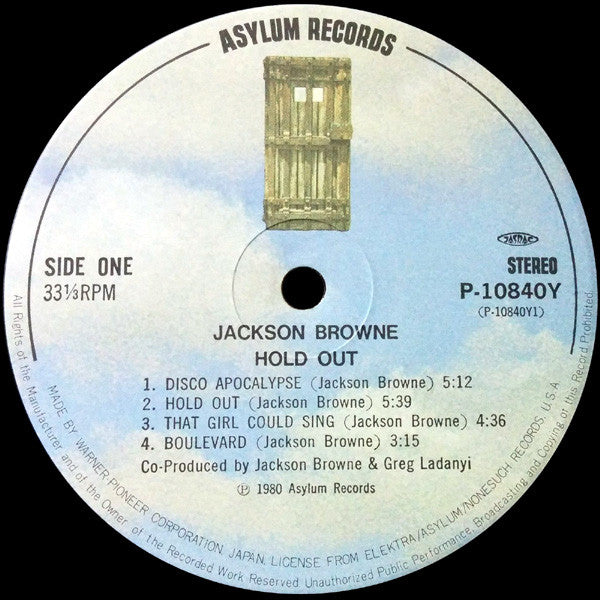 ASYLUM RECORDS
SIDE ONE
33⅓RPM
JASRAC
STEREO
P-10840Y
(P-10840Y1)
JACKSON BROWNE
HOLD OUT
1. DISCO APOCALYPSE (Jackson Browne) 5:12
2. HOLD OUT (Jackson Browne) 5:39
3. THAT GIRL COULD SING (Jackson Browne) 4:36
4. BOULEVARD (Jackson Browne) 3:15
Co-Produced by Jackson Browne & Greg Ladanyi
Ⓟ 1980 Asylum Records
MADE BY WARNER-PIONEER CORPORATION, JAPAN, LICENSE FROM ELEKTRA/ASYLUM/NONESUCH RECORDS, U.S.A.
All Rights of the Manufacturer and of the Owner of the Recorded Work Reserved. Unauthorized Public Performance, Broadcasting and Copying of this Record Prohibited.